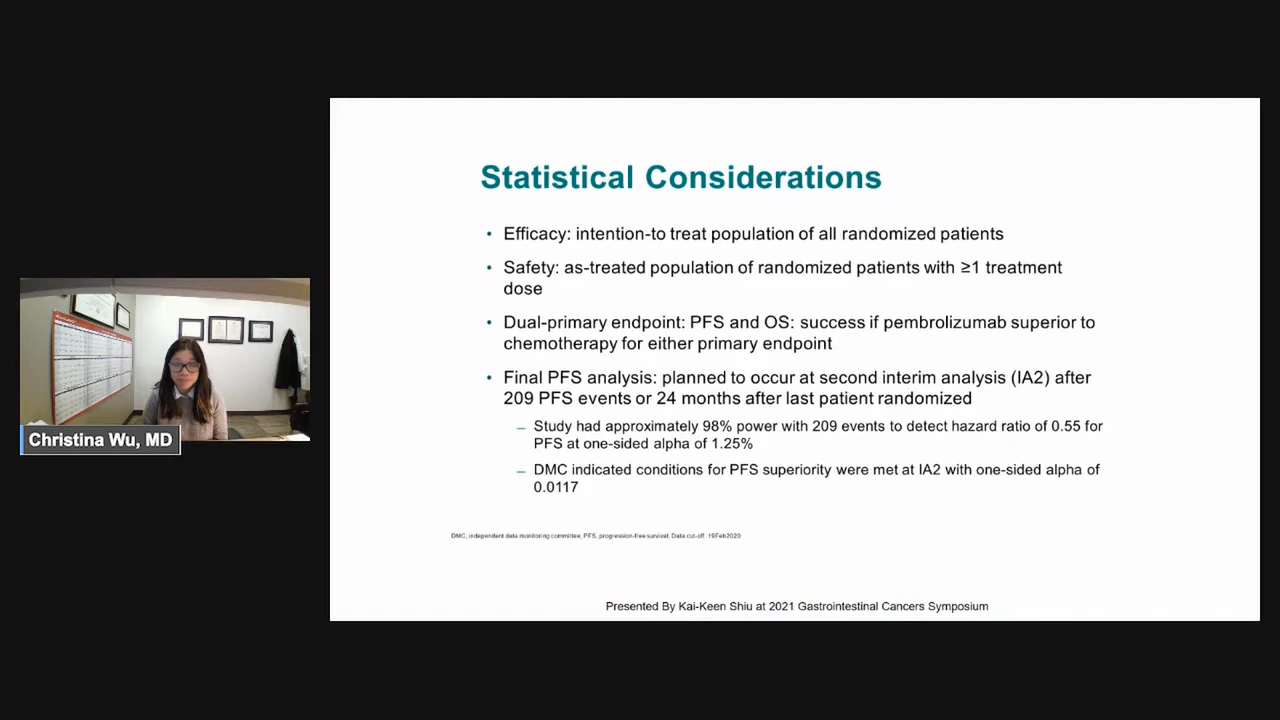 Statistical Considerations
• Efficacy: intention-to treat population of all randomized patients
• Safety: as-treated population of randomized patients with ≥1 treatment
dose
• Dual-primary endpoint: PFS and OS: success if pembrolizumab superior to
chemotherapy for either primary endpoint
• Final PFS analysis: planned to occur at second interim analysis (IA2) after
209 PFS events or 24 months after last patient randomized
– Study had approximately 98% power with 209 events to detect hazard ratio of 0.55 for
PFS at one-sided alpha of 1.25%
– DMC indicated conditions for PFS superiority were met at IA2 with one-sided alpha of
0.0117
DMC, independent data monitoring committee, PFS, progression-free survival. Data cut-off: 19Feb2020
Presented By Kai-Keen Shiu at 2021 Gastrointestinal Cancers Symposium
Christina Wu, MD